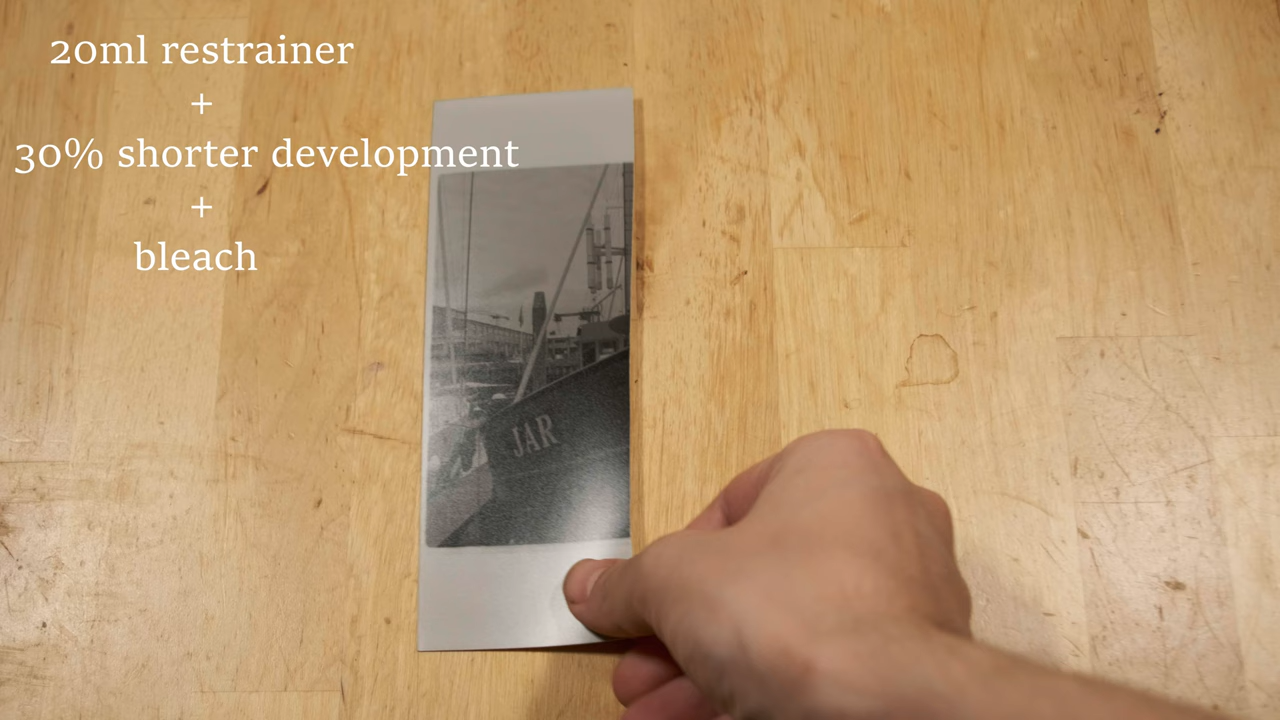 20ml restrainer
+
30% shorter development
+
bleach
JAR